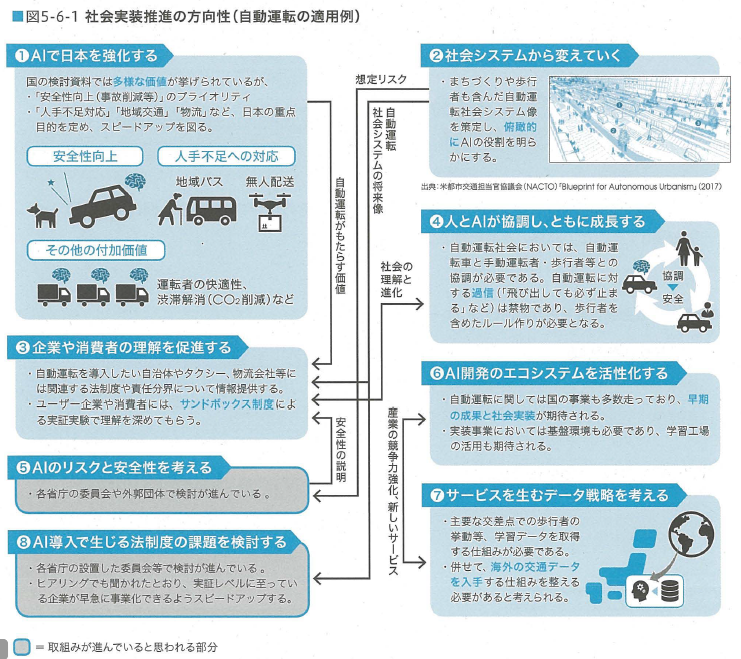 ■図5-6-1 社会実装推進の方向性（自動運転の適用例）
❶AIで日本を強化する
国の検討資料では多様な価値が挙げられているが、
・「安全性向上（事故削減等）」のプライオリティ
・「人手不足対応」「地域交通」「物流」など、日本の重点
目的を定め、スピードアップを図る。
安全性向上
人手不足への対応
地域バス
無人配送
その他の付加価値
運転者の快適性、
渋滞解消（CO₂削減）など
❷社会システムから変えていく
・まちづくりや歩行
者も含んだ自動運
転社会システム像
を策定し、俯瞰的
にAIの役割を明ら
かにする。
出典：米都市交通担当官協議会（NACTO）「Blueprint for Autonomous Urbanism」（2017）
想定リスク
自動運転
社会システムの将来像
自動運転がもたらす価値
社会の
理解と
進化
❸企業や消費者の理解を促進する
・自動運転を導入したい自治体やタクシー、物流会社等に
は関連する法制度や責任分界について情報提供する。
・ユーザー企業や消費者には、サンドボックス制度によ
る実証実験で理解を深めてもらう。
❹人とAIが協調し、ともに成長する
・自動運転社会においては、自動運
転車と手動運転者・歩行者等との
協調が必要である。自動運転に対
する過信（「飛び出しても必ず止ま
る」など）は禁物であり、歩行者を
含めたルール作りが必要となる。
協調
安全
安全性の説明
産業の競争力強化、新しいサービス
❺AIのリスクと安全性を考える
・各省庁の委員会や外郭団体で検討が進んでいる。
❻AI開発のエコシステムを活性化する
・自動運転に関しては国の事業も多数走っており、早期
の成果と社会実装が期待される。
・実装事業においては基盤環境も必要であり、学習工場
の活用も期待される。
❼サービスを生むデータ戦略を考える
・主要な交差点での歩行者の
挙動等、学習データを取得
する仕組みが必要である。
・併せて、海外の交通データ
を入手する仕組みを整える
必要があると考えられる。
❽AI導入で生じる法制度の課題を検討する
・各省庁の設置した委員会等で検討が進んでいる。
・ヒアリングでも聞かれたとおり、実証レベルに至ってい
る企業が早急に事業化できるようスピードアップする。
＝取組みが進んでいると思われる部分